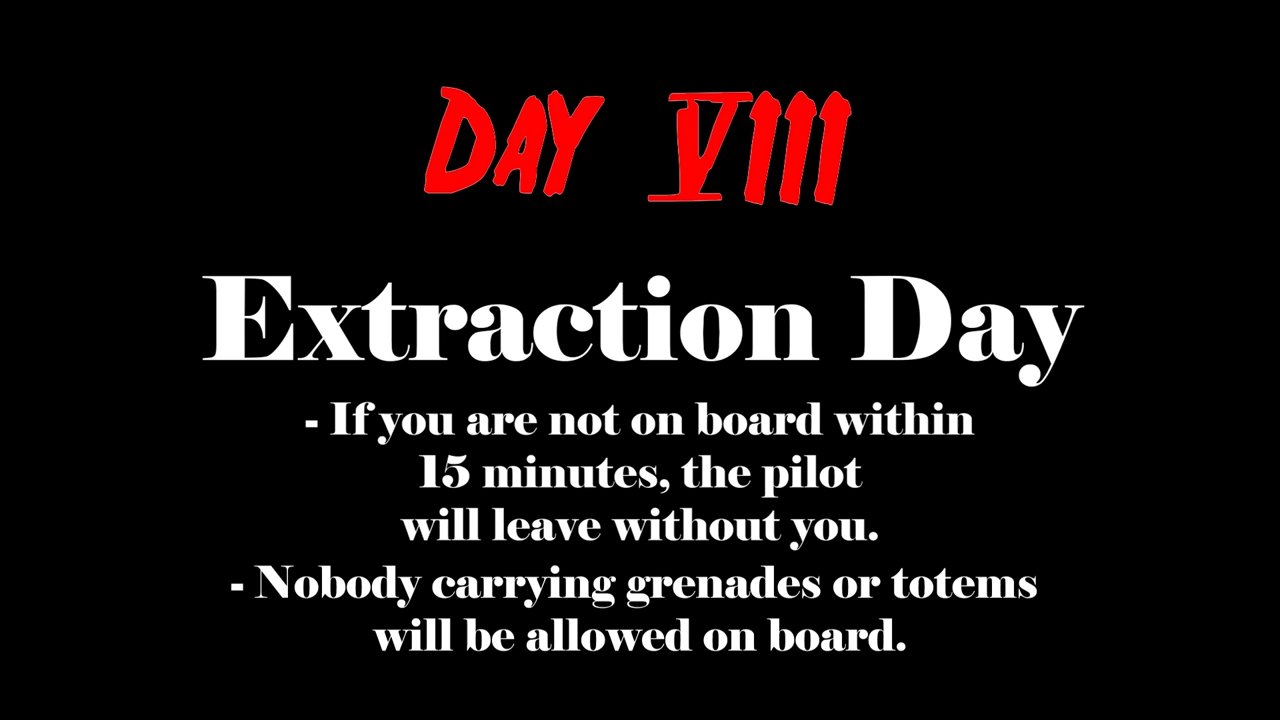 DAY VIII
Extraction Day
- If you are not on board within
15 minutes, the pilot
will leave without you.
- Nobody carrying grenades or totems
will be allowed on board.